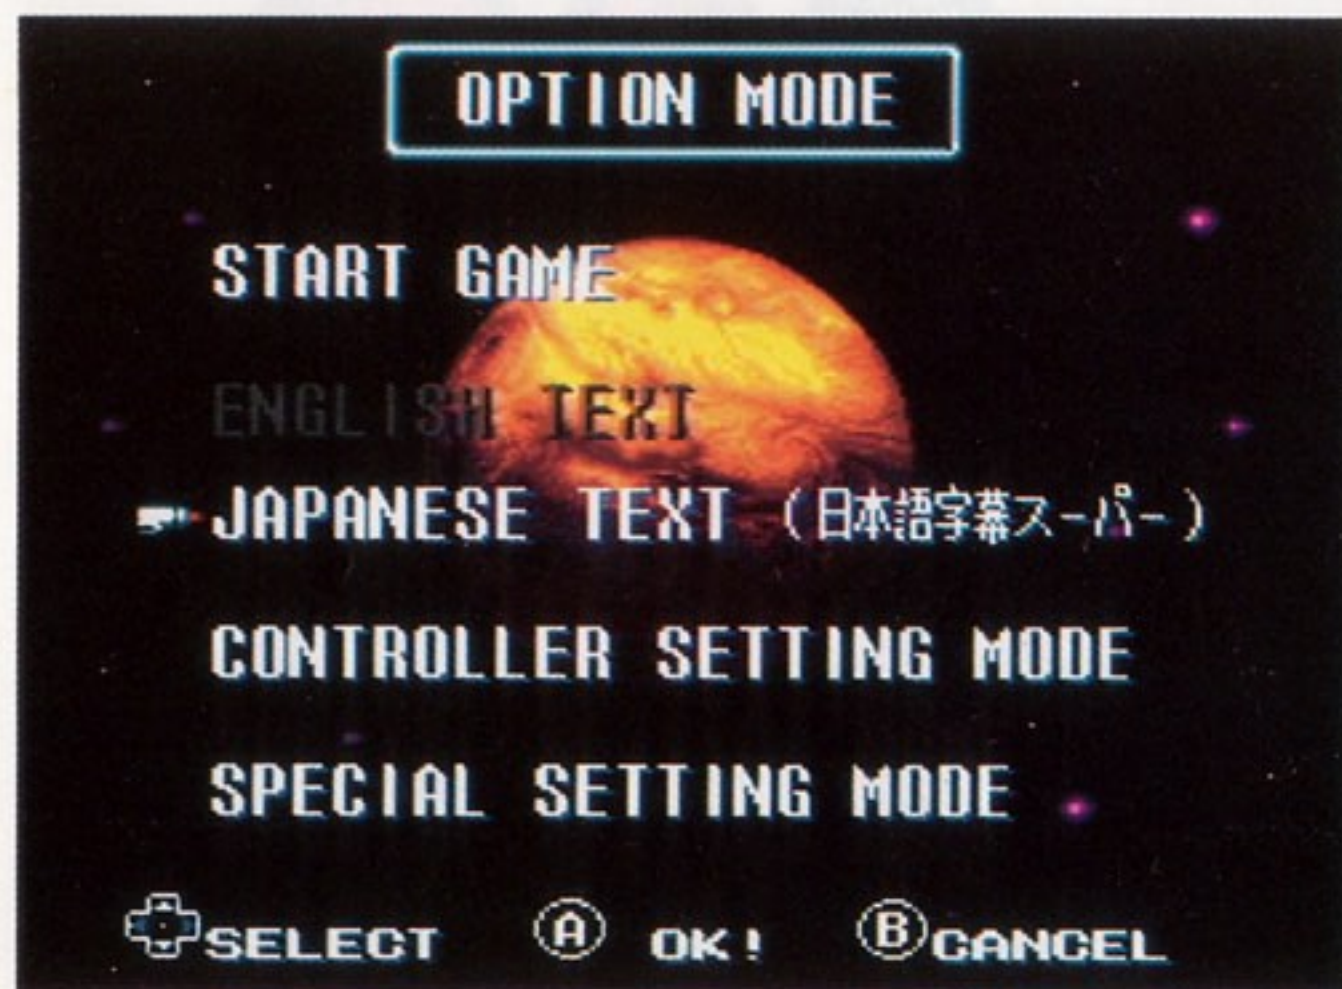 OPTION MODE
START GAME
ENGLISH TEXT
JAPANESE TEXT (日本語字幕スーパー)
CONTROLLER SETTING MODE
SPECIAL SETTING MODE
SELECT Ⓐ OK! ⒷCANCEL